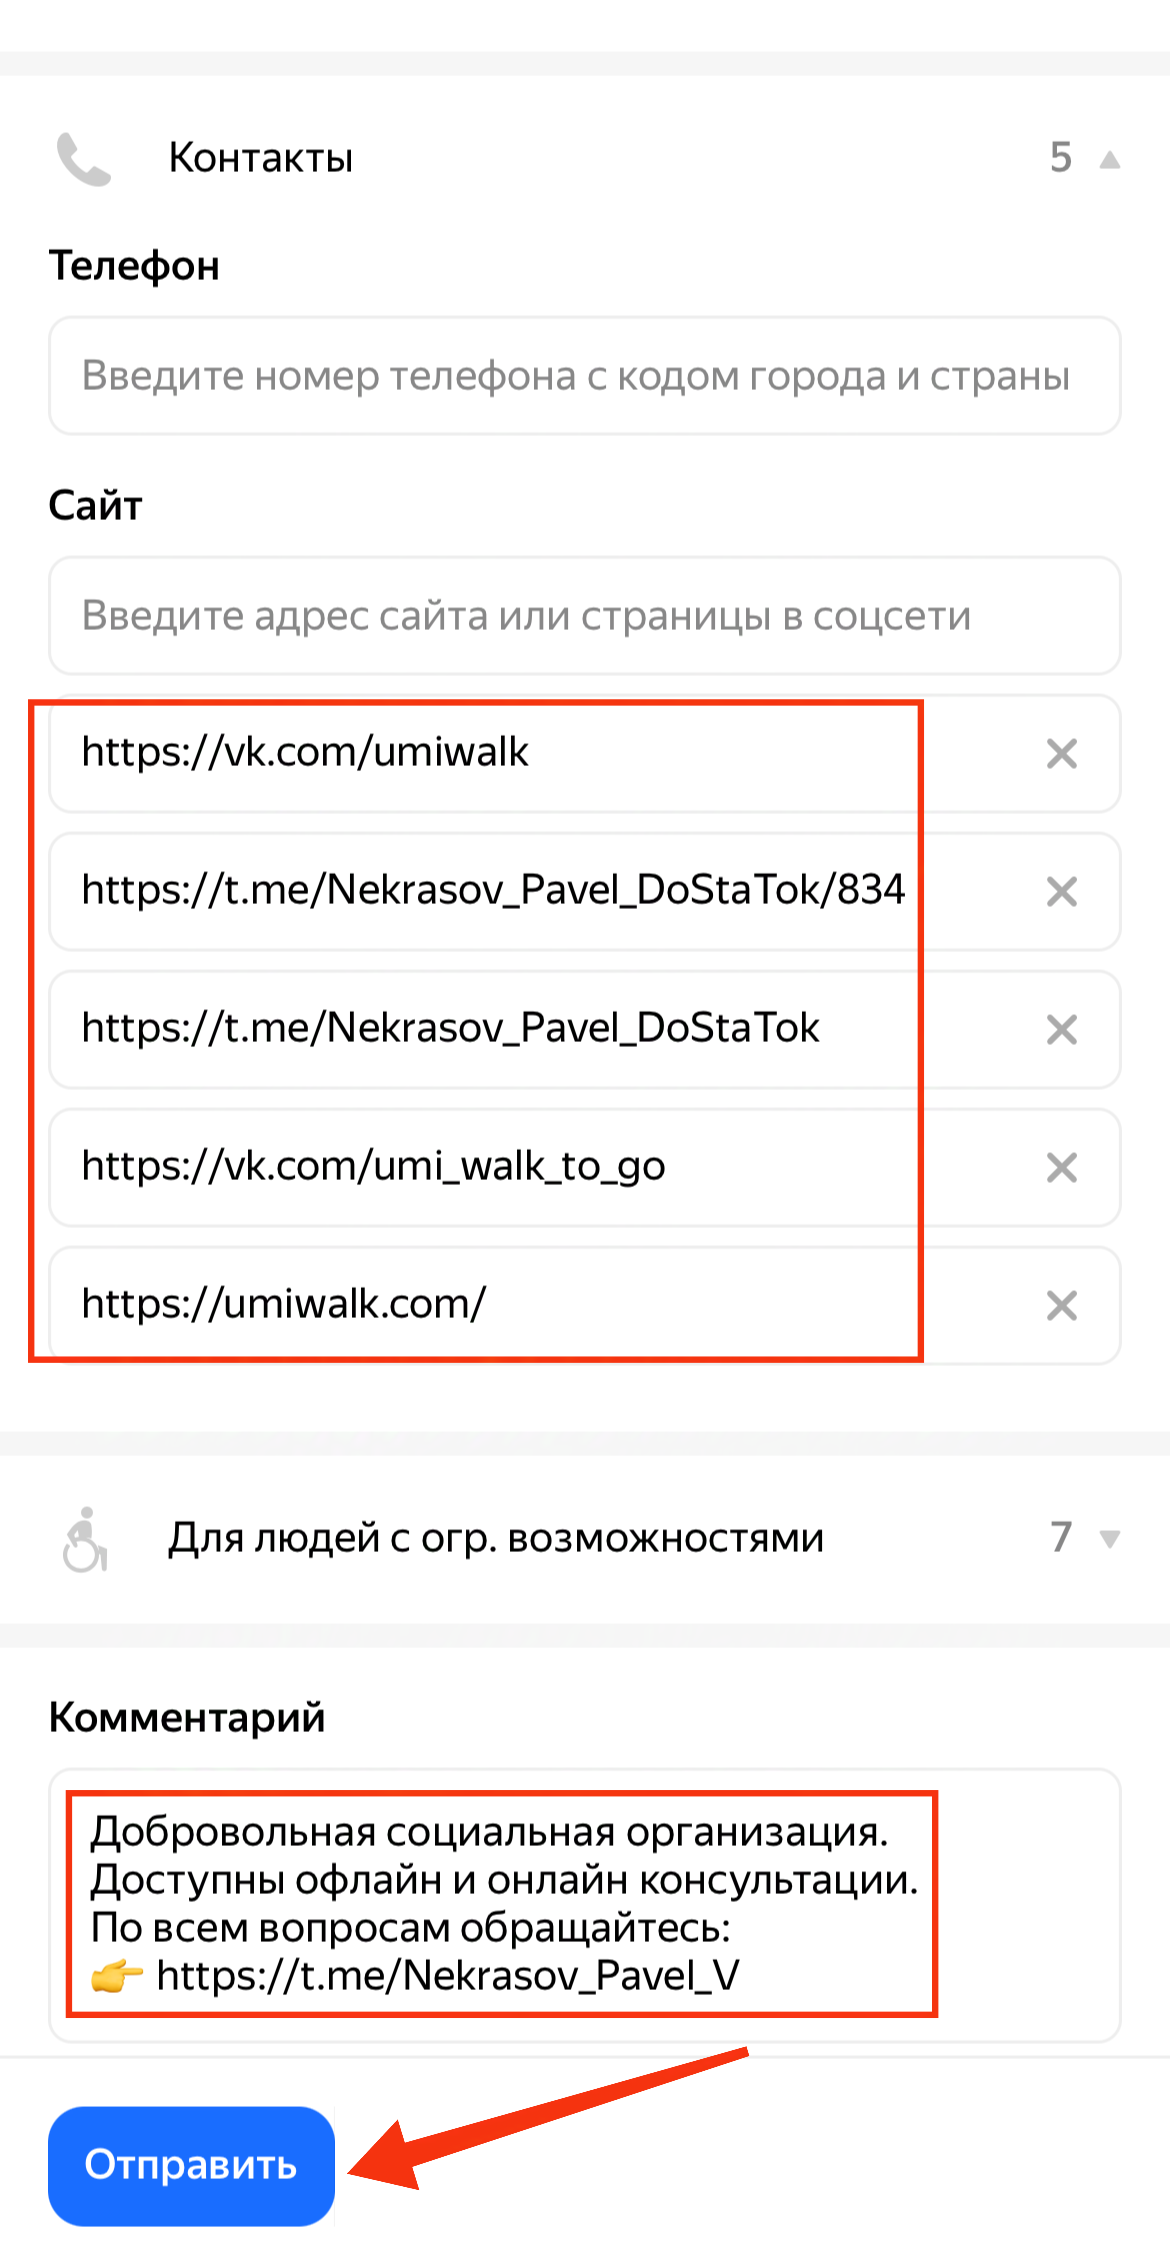 Контакты 5
Телефон
Введите номер телефона с кодом города и страны
Сайт
Введите адрес сайта или страницы в соцсети
https://vk.com/umiwalk
https://t.me/Nekrasov_Pavel_DoStaTok/834
https://t.me/Nekrasov_Pavel_DoStaTok
https://vk.com/umi_walk_to_go
https://umiwalk.com/
Для людей с огр. возможностями 7
Комментарий
Добровольная социальная организация.
Доступны офлайн и онлайн консультации.
По всем вопросам обращайтесь:
👉 https://t.me/Nekrasov_Pavel_V
Отправить